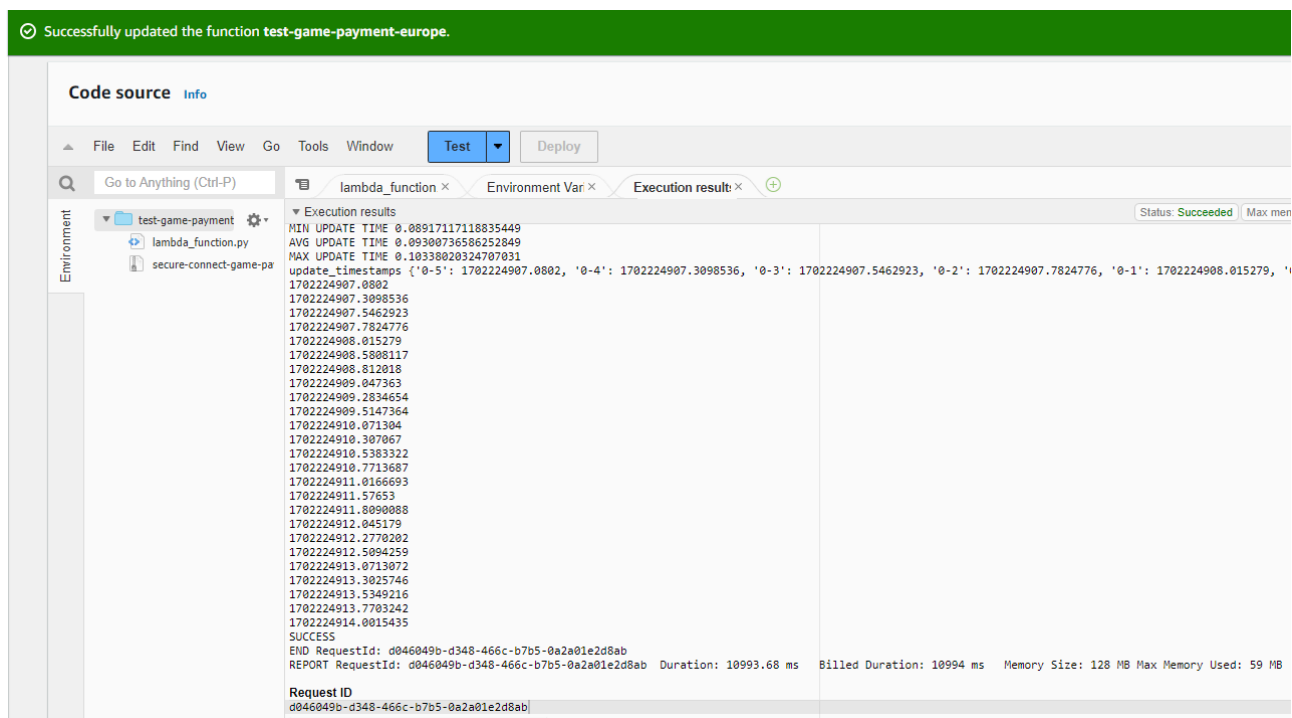 Successfully updated the function test-game-payment-europe.
Code source Info
File Edit Find View Go Tools Window Test Deploy
Go to Anything (Ctrl-P)
lambda_function Environment Var Execution results
Environment
test-game-payment
lambda_function.py
secure-connect-game-pa
Execution results
Status: Succeeded Max mem
MIN UPDATE TIME 0.08917117118835449
AVG UPDATE TIME 0.09300736586252849
MAX UPDATE TIME 0.10338020324707031
update_timestamps {'0-5': 1702224907.0802, '0-4': 1702224907.3098536, '0-3': 1702224907.5462923, '0-2': 1702224907.7824776, '0-1': 1702224908.015279, '
1702224907.0802
1702224907.3098536
1702224907.5462923
1702224907.7824776
1702224908.015279
1702224908.5808117
1702224908.812018
1702224909.047363
1702224909.2834654
1702224909.5147364
1702224910.071304
1702224910.307067
1702224910.5383322
1702224910.7713687
1702224911.0166693
1702224911.57653
1702224911.8090088
1702224912.045179
1702224912.2770202
1702224912.5094259
1702224913.0713072
1702224913.3025746
1702224913.5349216
1702224913.7703242
1702224914.0015435
SUCCESS
END RequestId: d046049b-d348-466c-b7b5-0a2a01e2d8ab
REPORT RequestId: d046049b-d348-466c-b7b5-0a2a01e2d8ab Duration: 10993.68 ms Billed Duration: 10994 ms Memory Size: 128 MB Max Memory Used: 59 MB
Request ID
d046049b-d348-466c-b7b5-0a2a01e2d8ab